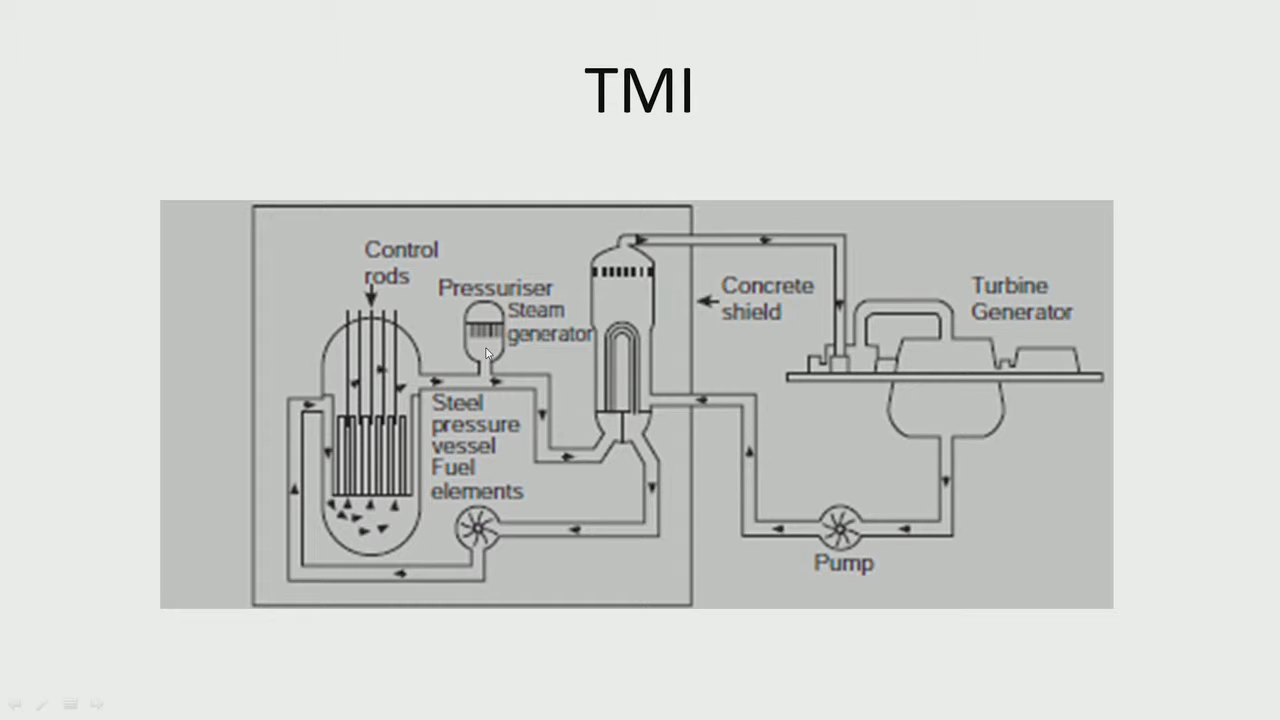 TMI
Control
rods
Pressuriser
Steam
generator
Concrete
shield
Turbine
Generator
Steel
pressure
vessel
Fuel
elements
Pump